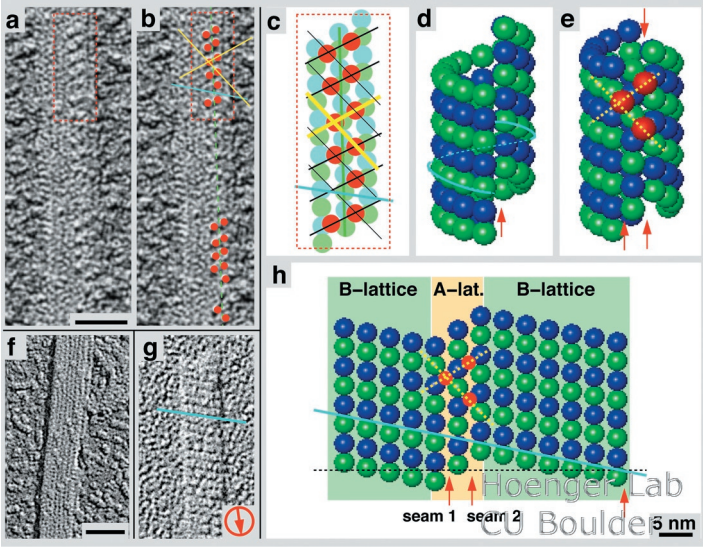 a
b
c
d
e
f
g
h
B–lattice
A–lat.
B–lattice
seam 1
seam 2
Hoenger Lab
CU Boulder
5 nm